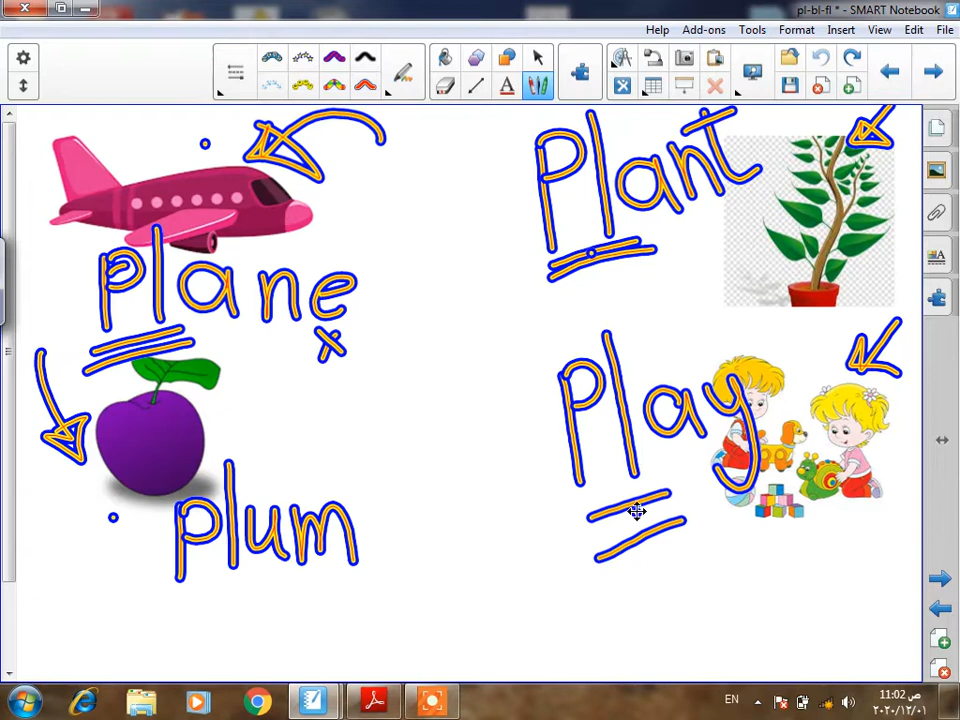 pl-bl-fl * - SMART Notebook
Help Add-ons Tools Format Insert View Edit File
plane
x
Plant
plum
Play
EN
11:02 ص
٢٠٢٠/١٢/٠١